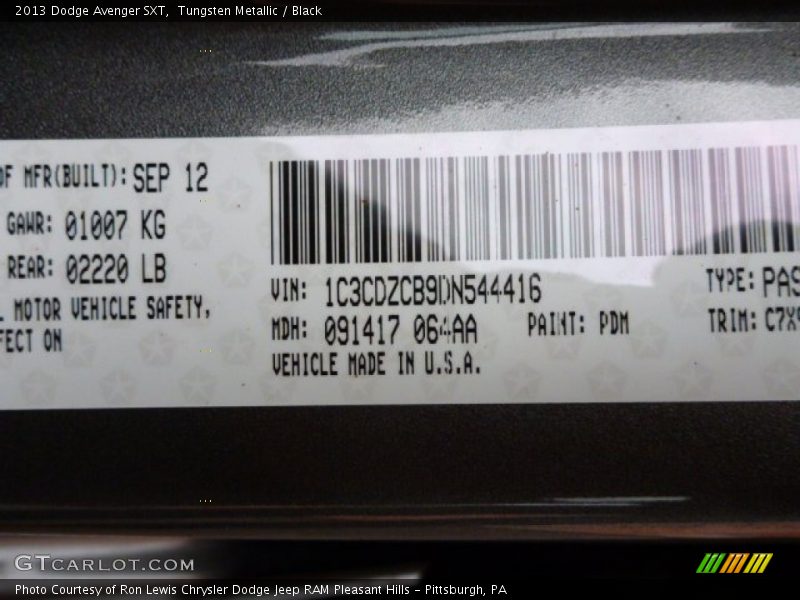 2013 Dodge Avenger SXT, Tungsten Metallic / Black
OF MFR(BUILT): SEP 12
GAWR: 01007 KG
REAR: 02220 LB
MOTOR VEHICLE SAFETY,
FECT ON
VIN: 1C3CDZCB9DN544416
TYPE: PAS
MDH: 091417 064AA
PAINT: PDM
TRIM: C7X9
VEHICLE MADE IN U.S.A.
GTCARLOT.COM
Photo Courtesy of Ron Lewis Chrysler Dodge Jeep RAM Pleasant Hills - Pittsburgh, PA